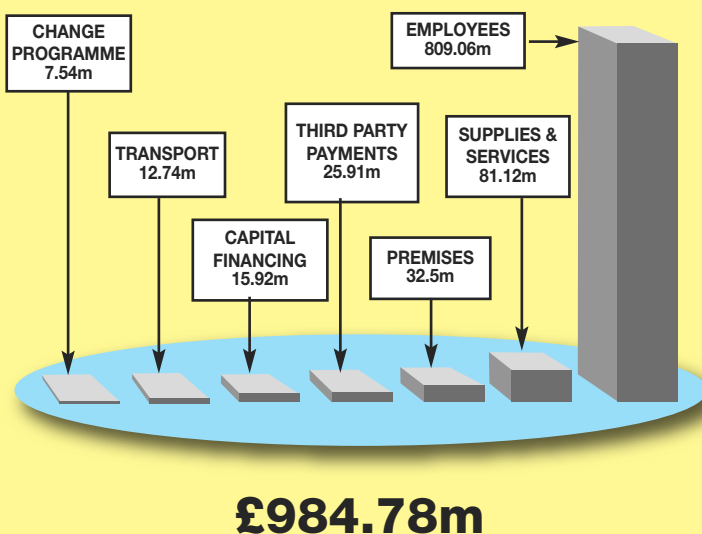 CHANGE
PROGRAMME
7.54m
TRANSPORT
12.74m
CAPITAL
FINANCING
15.92m
THIRD PARTY
PAYMENTS
25.91m
PREMISES
32.5m
SUPPLIES &
SERVICES
81.12m
EMPLOYEES
809.06m
£984.78m